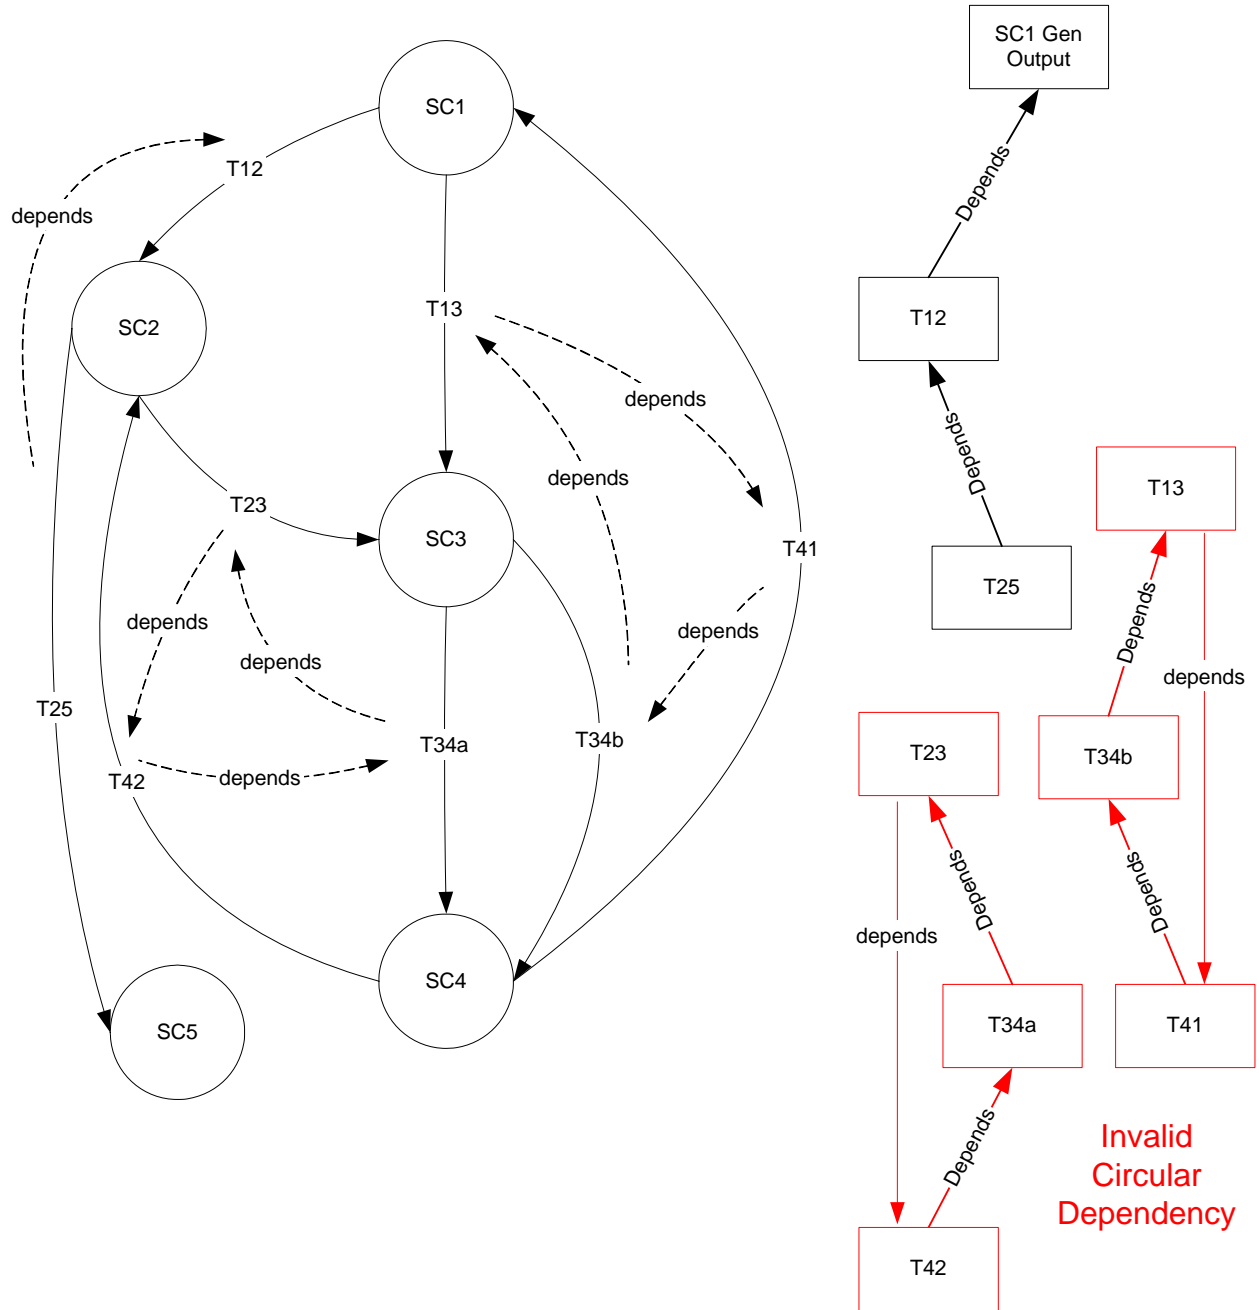 SC1 Gen
Output
SC1
T12
Depends
depends
T13
T12
SC2
depends
Depends
depends
T13
T23
SC3
T41
T25
depends
depends
depends
Depends
depends
T25
T34a
T34b
T23
T34b
T42
depends
Depends
Depends
depends
SC4
SC5
T34a
T41
Depends
Invalid
Circular
Dependency
T42